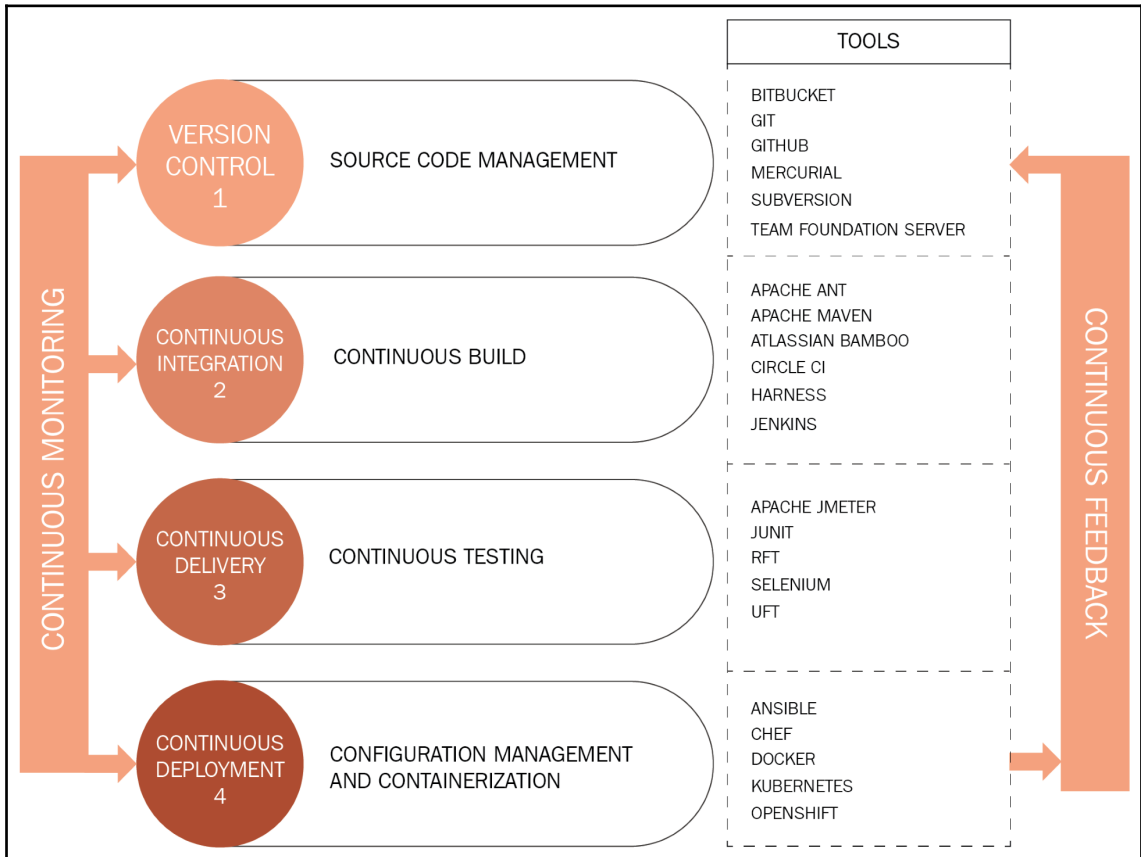 TOOLS
VERSION
CONTROL
1
SOURCE CODE MANAGEMENT
BITBUCKET
GIT
GITHUB
MERCURIAL
SUBVERSION
TEAM FOUNDATION SERVER
CONTINUOUS
INTEGRATION
2
CONTINUOUS BUILD
APACHE ANT
APACHE MAVEN
ATLASSIAN BAMBOO
CIRCLE CI
HARNESS
JENKINS
CONTINUOUS
DELIVERY
3
CONTINUOUS TESTING
APACHE JMETER
JUNIT
RFT
SELENIUM
UFT
CONTINUOUS
DEPLOYMENT
4
CONFIGURATION MANAGEMENT
AND CONTAINERIZATION
ANSIBLE
CHEF
DOCKER
KUBERNETES
OPENSHIFT
CONTINUOUS MONITORING
CONTINUOUS FEEDBACK